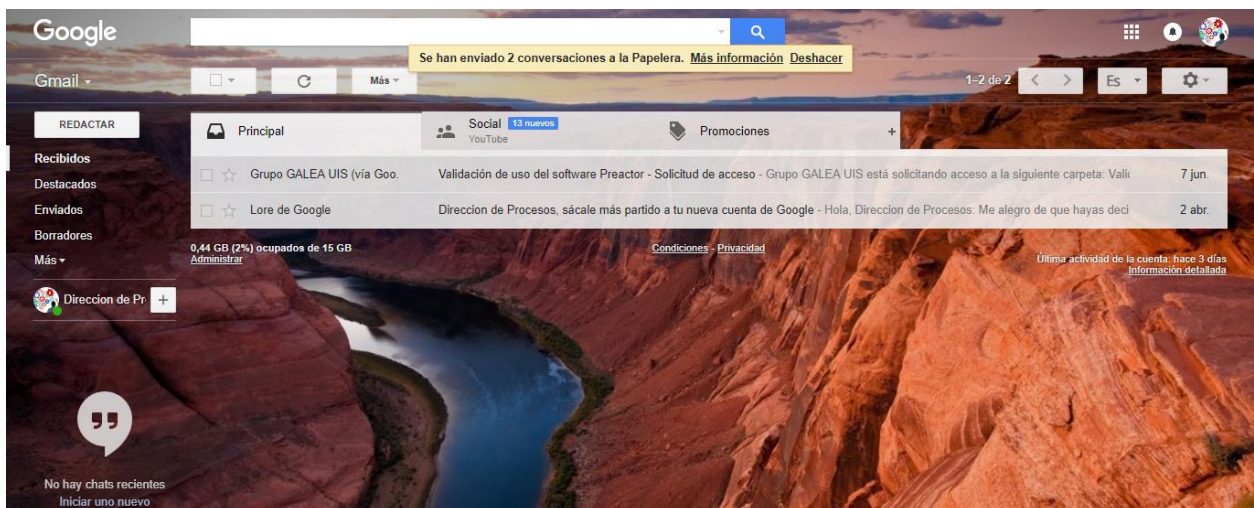 Google
Se han enviado 2 conversaciones a la Papelera. Más información Deshacer
Gmail
Más
1–2 de 2
Es
REDACTAR
Principal
Social 13 nuevos
YouTube
Promociones
+
Recibidos
Destacados
Enviados
Borradores
Más
Grupo GALEA UIS (vía Goo.
Validación de uso del software Preactor - Solicitud de acceso - Grupo GALEA UIS está solicitando acceso a la siguiente carpeta:
7 jun.
Lore de Google
Direccion de Procesos, sácale más partido a tu nueva cuenta de Google - Hola, Direccion de Procesos: Me alegro de que hayas deci
2 abr.
0,44 GB (2%) ocupados de 15 GB
Administrar
Condiciones - Privacidad
Última actividad de la cuenta: hace 3 días
Información detallada
Direccion de Pr
+
No hay chats recientes
Iniciar uno nuevo